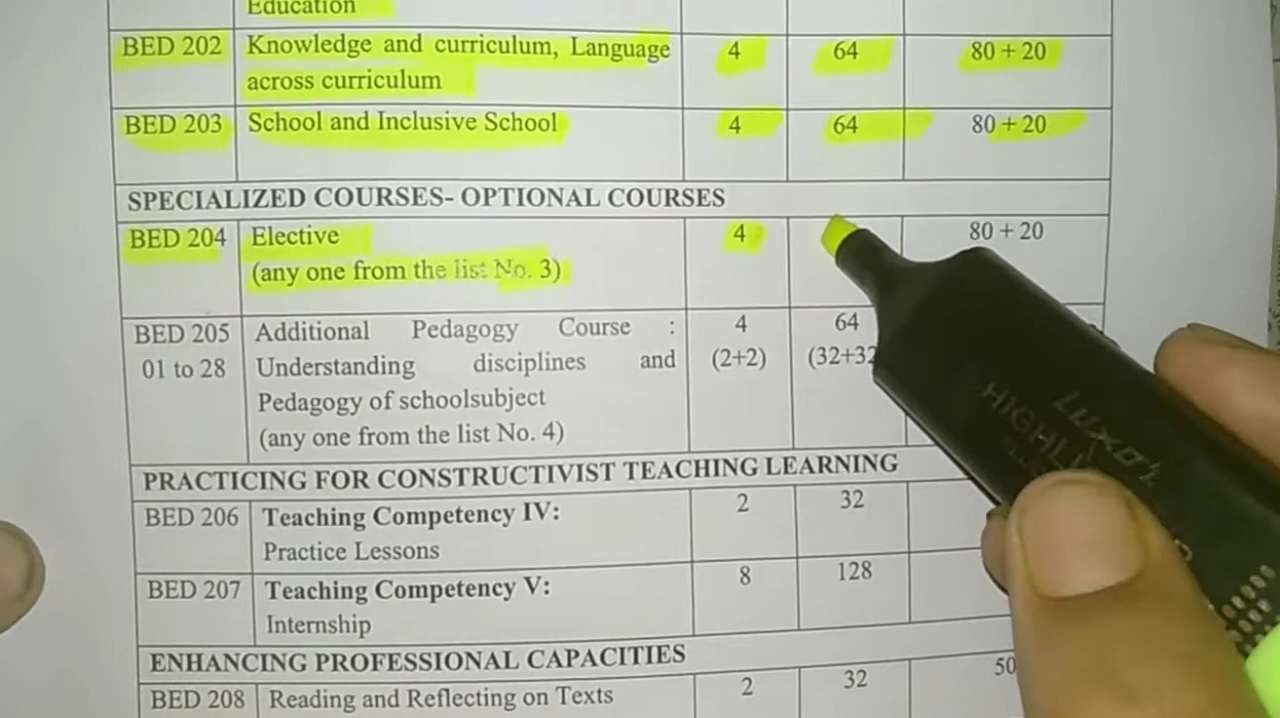 Education
BED 202 Knowledge and curriculum, Language 4 64 80 + 20
across curriculum
BED 203 School and Inclusive School 4 64 80 + 20
SPECIALIZED COURSES- OPTIONAL COURSES
BED 204 Elective 4 80 + 20
(any one from the list No. 3)
BED 205 Additional Pedagogy Course : 4 64
01 to 28 Understanding disciplines and (2+2) (32+32
Pedagogy of schoolsubject
(any one from the list No. 4)
PRACTICING FOR CONSTRUCTIVIST TEACHING LEARNING
BED 206 Teaching Competency IV: 2 32
Practice Lessons
BED 207 Teaching Competency V: 8 128
Internship
ENHANCING PROFESSIONAL CAPACITIES
BED 208 Reading and Reflecting on Texts 2 32 50
LUXOR
HIGHL